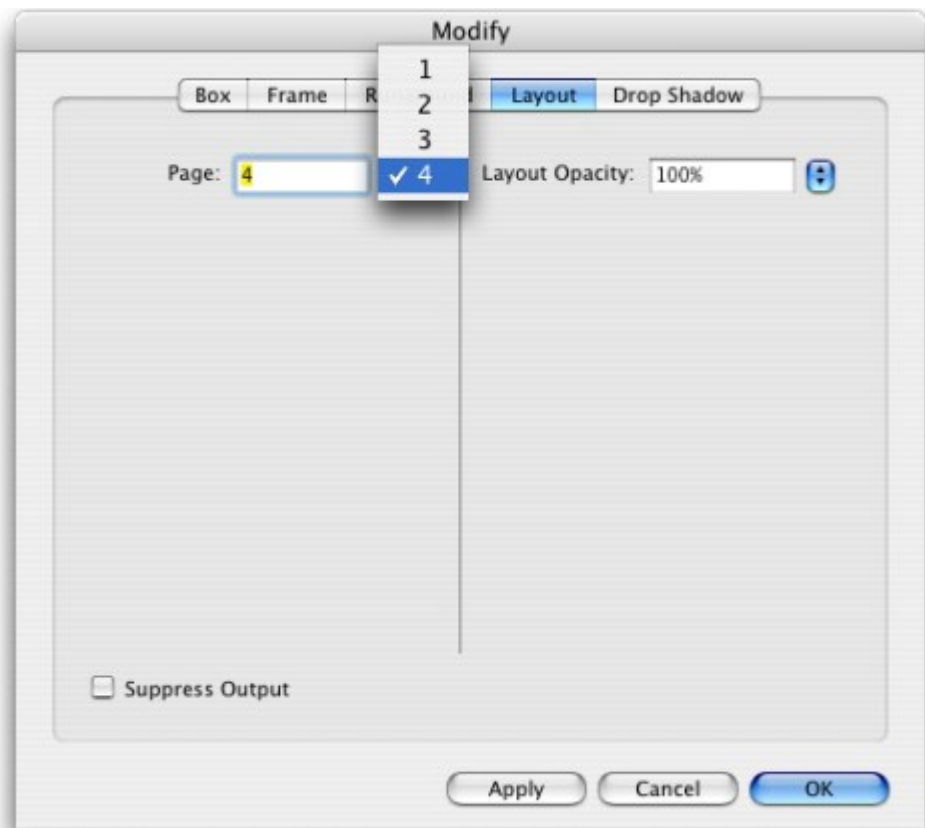 Modify
1
Box Frame Layout Drop Shadow
2
3
Page: 4 ✓ 4 Layout Opacity: 100%
Suppress Output
Apply Cancel OK